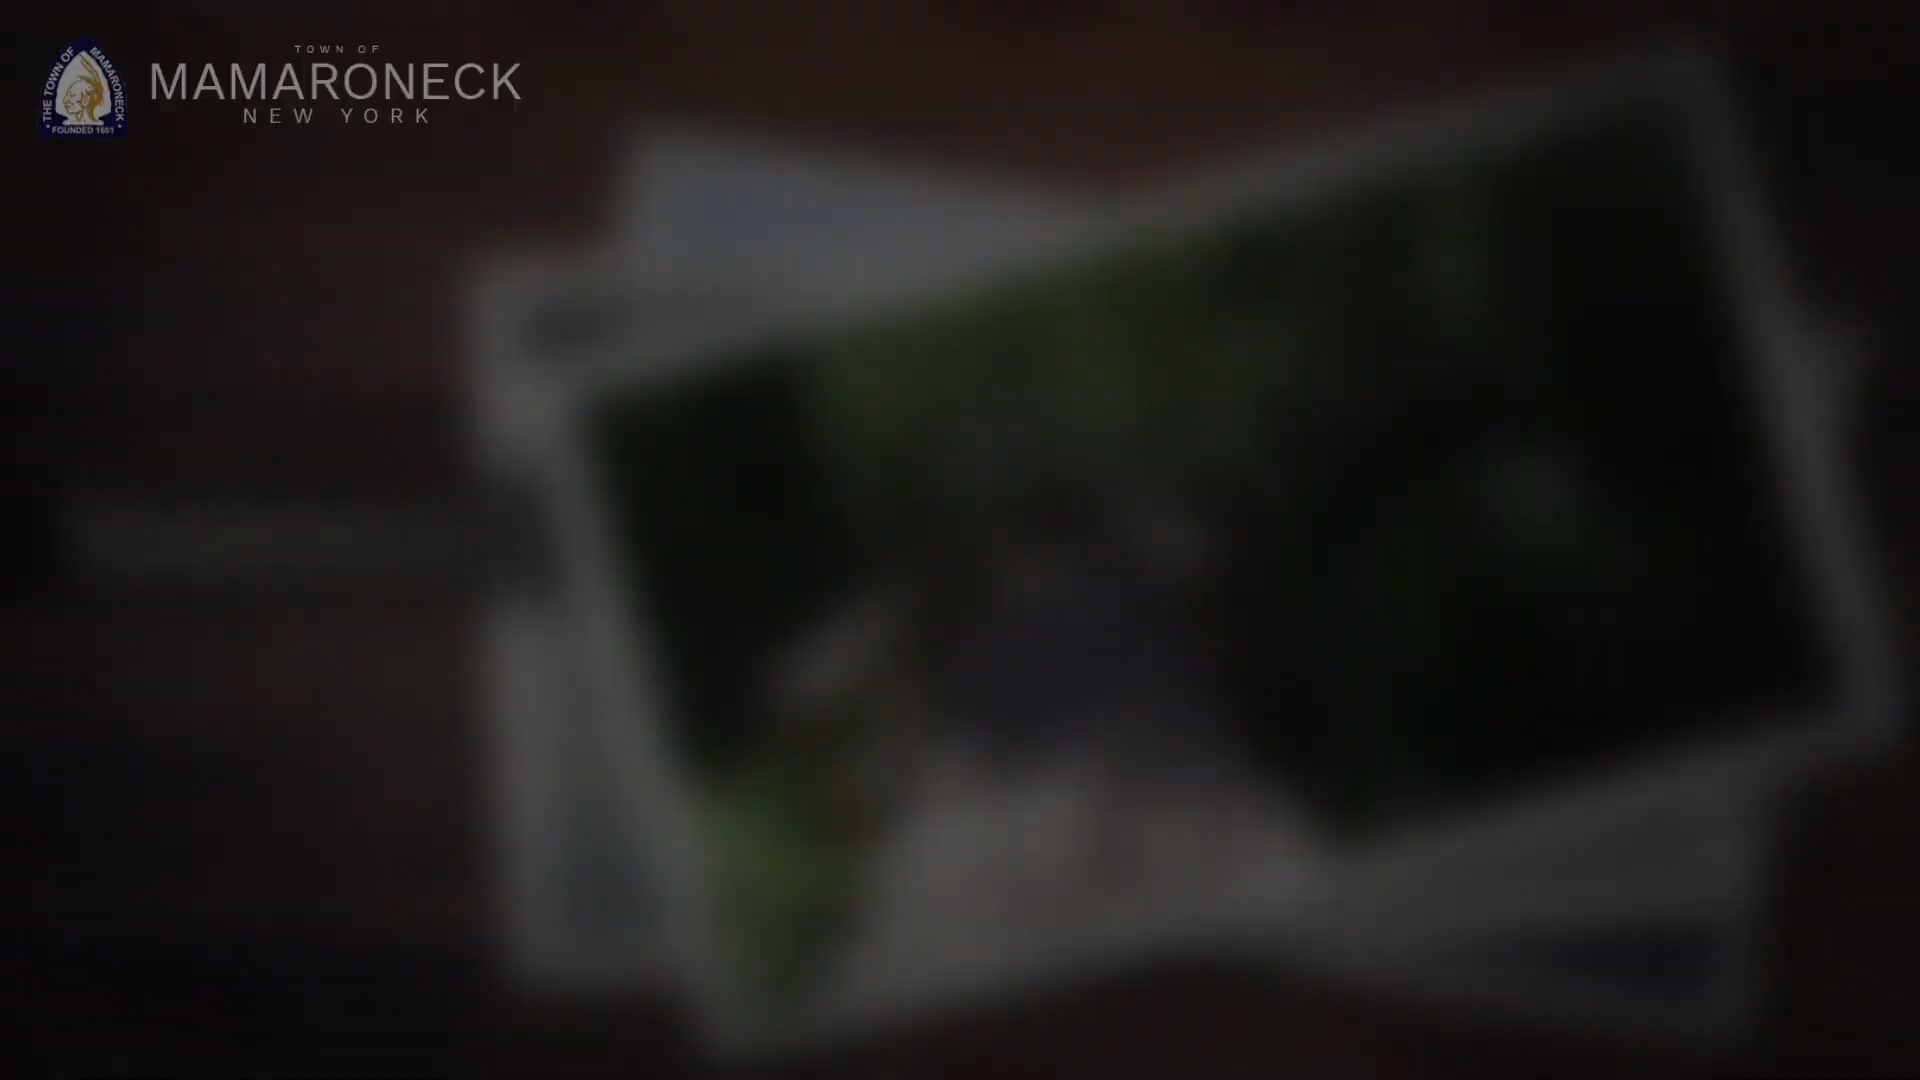 THE TOWN OF MAMARONECK
• FOUNDED 1661 •
TOWN OF
MAMARONECK
NEW YORK